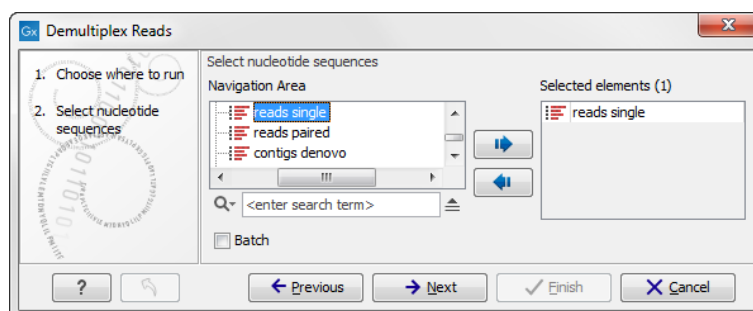 Gx Demultiplex Reads
x
1. Choose where to run
2. Select nucleotide
sequences
Select nucleotide sequences
Navigation Area
reads single
reads paired
contigs denovo
<enter search term>
Batch
Selected elements (1)
reads single
?
Previous
Next
Finish
Cancel